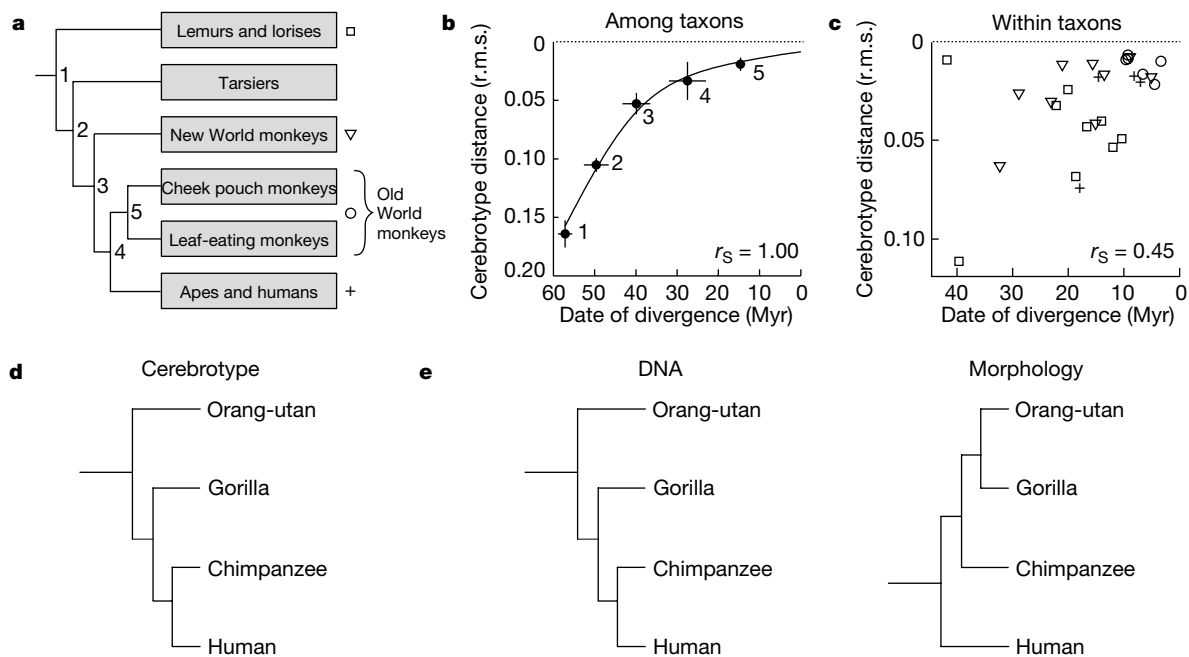 a
Lemurs and lorises
Tarsiers
New World monkeys
Cheek pouch monkeys
Leaf-eating monkeys
Apes and humans
1
2
3
4
5
Old
World
monkeys
b
Among taxons
Cerebrotype distance (r.m.s.)
0
0.05
0.10
0.15
0.20
5
4
3
2
1
rS = 1.00
60 50 40 30 20 10 0
Date of divergence (Myr)
c
Within taxons
Cerebrotype distance (r.m.s.)
0
0.05
0.10
rS = 0.45
40 30 20 10 0
Date of divergence (Myr)
d
Cerebrotype
Orang-utan
Gorilla
Chimpanzee
Human
e
DNA
Orang-utan
Gorilla
Chimpanzee
Human
Morphology
Orang-utan
Gorilla
Chimpanzee
Human